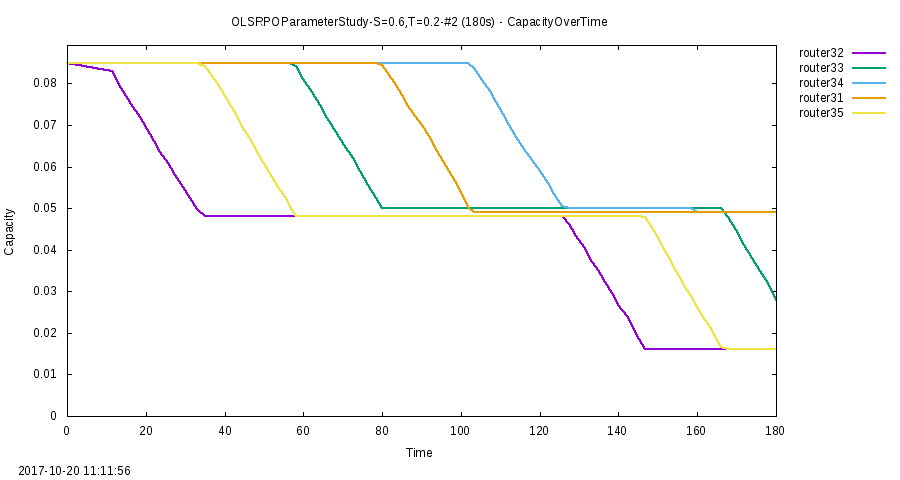 OLSRPOParameterStudy-S=0.6,T=0.2-#2 (180s) - CapacityOverTime
router32
router33
router34
router31
router35
0.08
0.07
0.06
0.05
0.04
0.03
0.02
0.01
0
Capacity
0 20 40 60 80 100 120 140 160 180
Time
2017-10-20 11:11:56